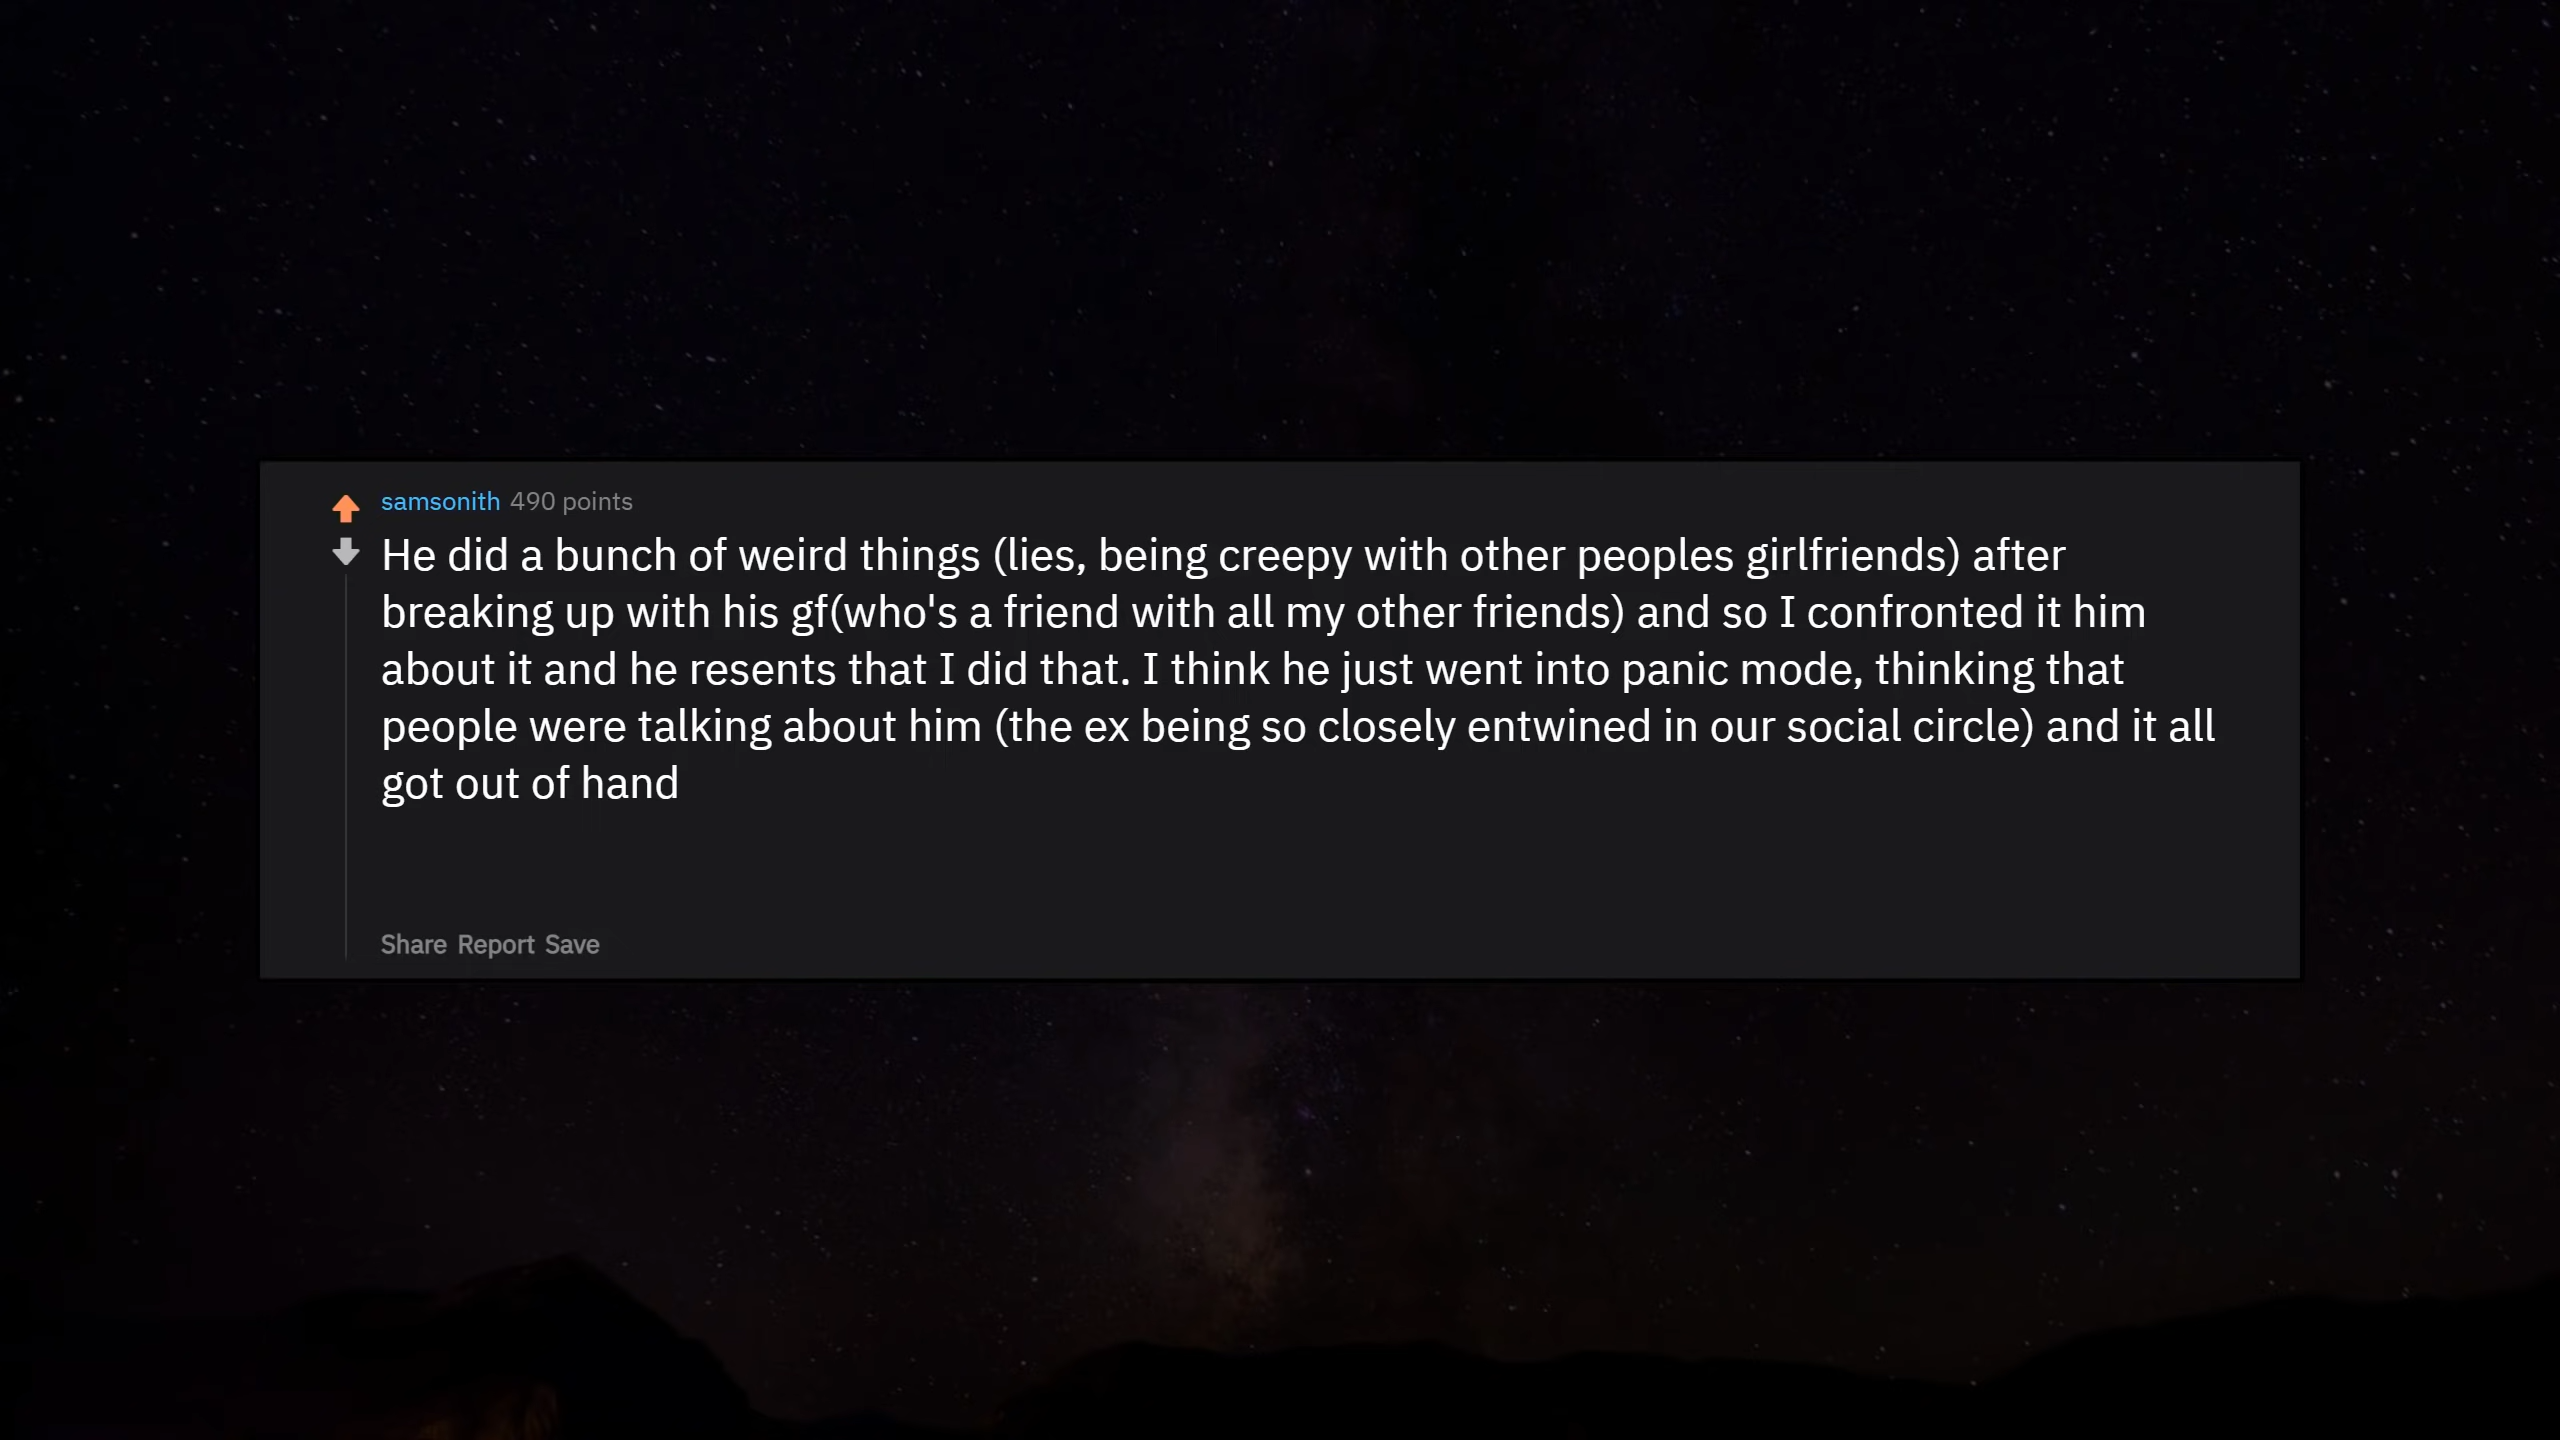 samsonith 490 points
He did a bunch of weird things (lies, being creepy with other peoples girlfriends) after
breaking up with his gf(who's a friend with all my other friends) and so I confronted it him
about it and he resents that I did that. I think he just went into panic mode, thinking that
people were talking about him (the ex being so closely entwined in our social circle) and it all
got out of hand
Share Report Save